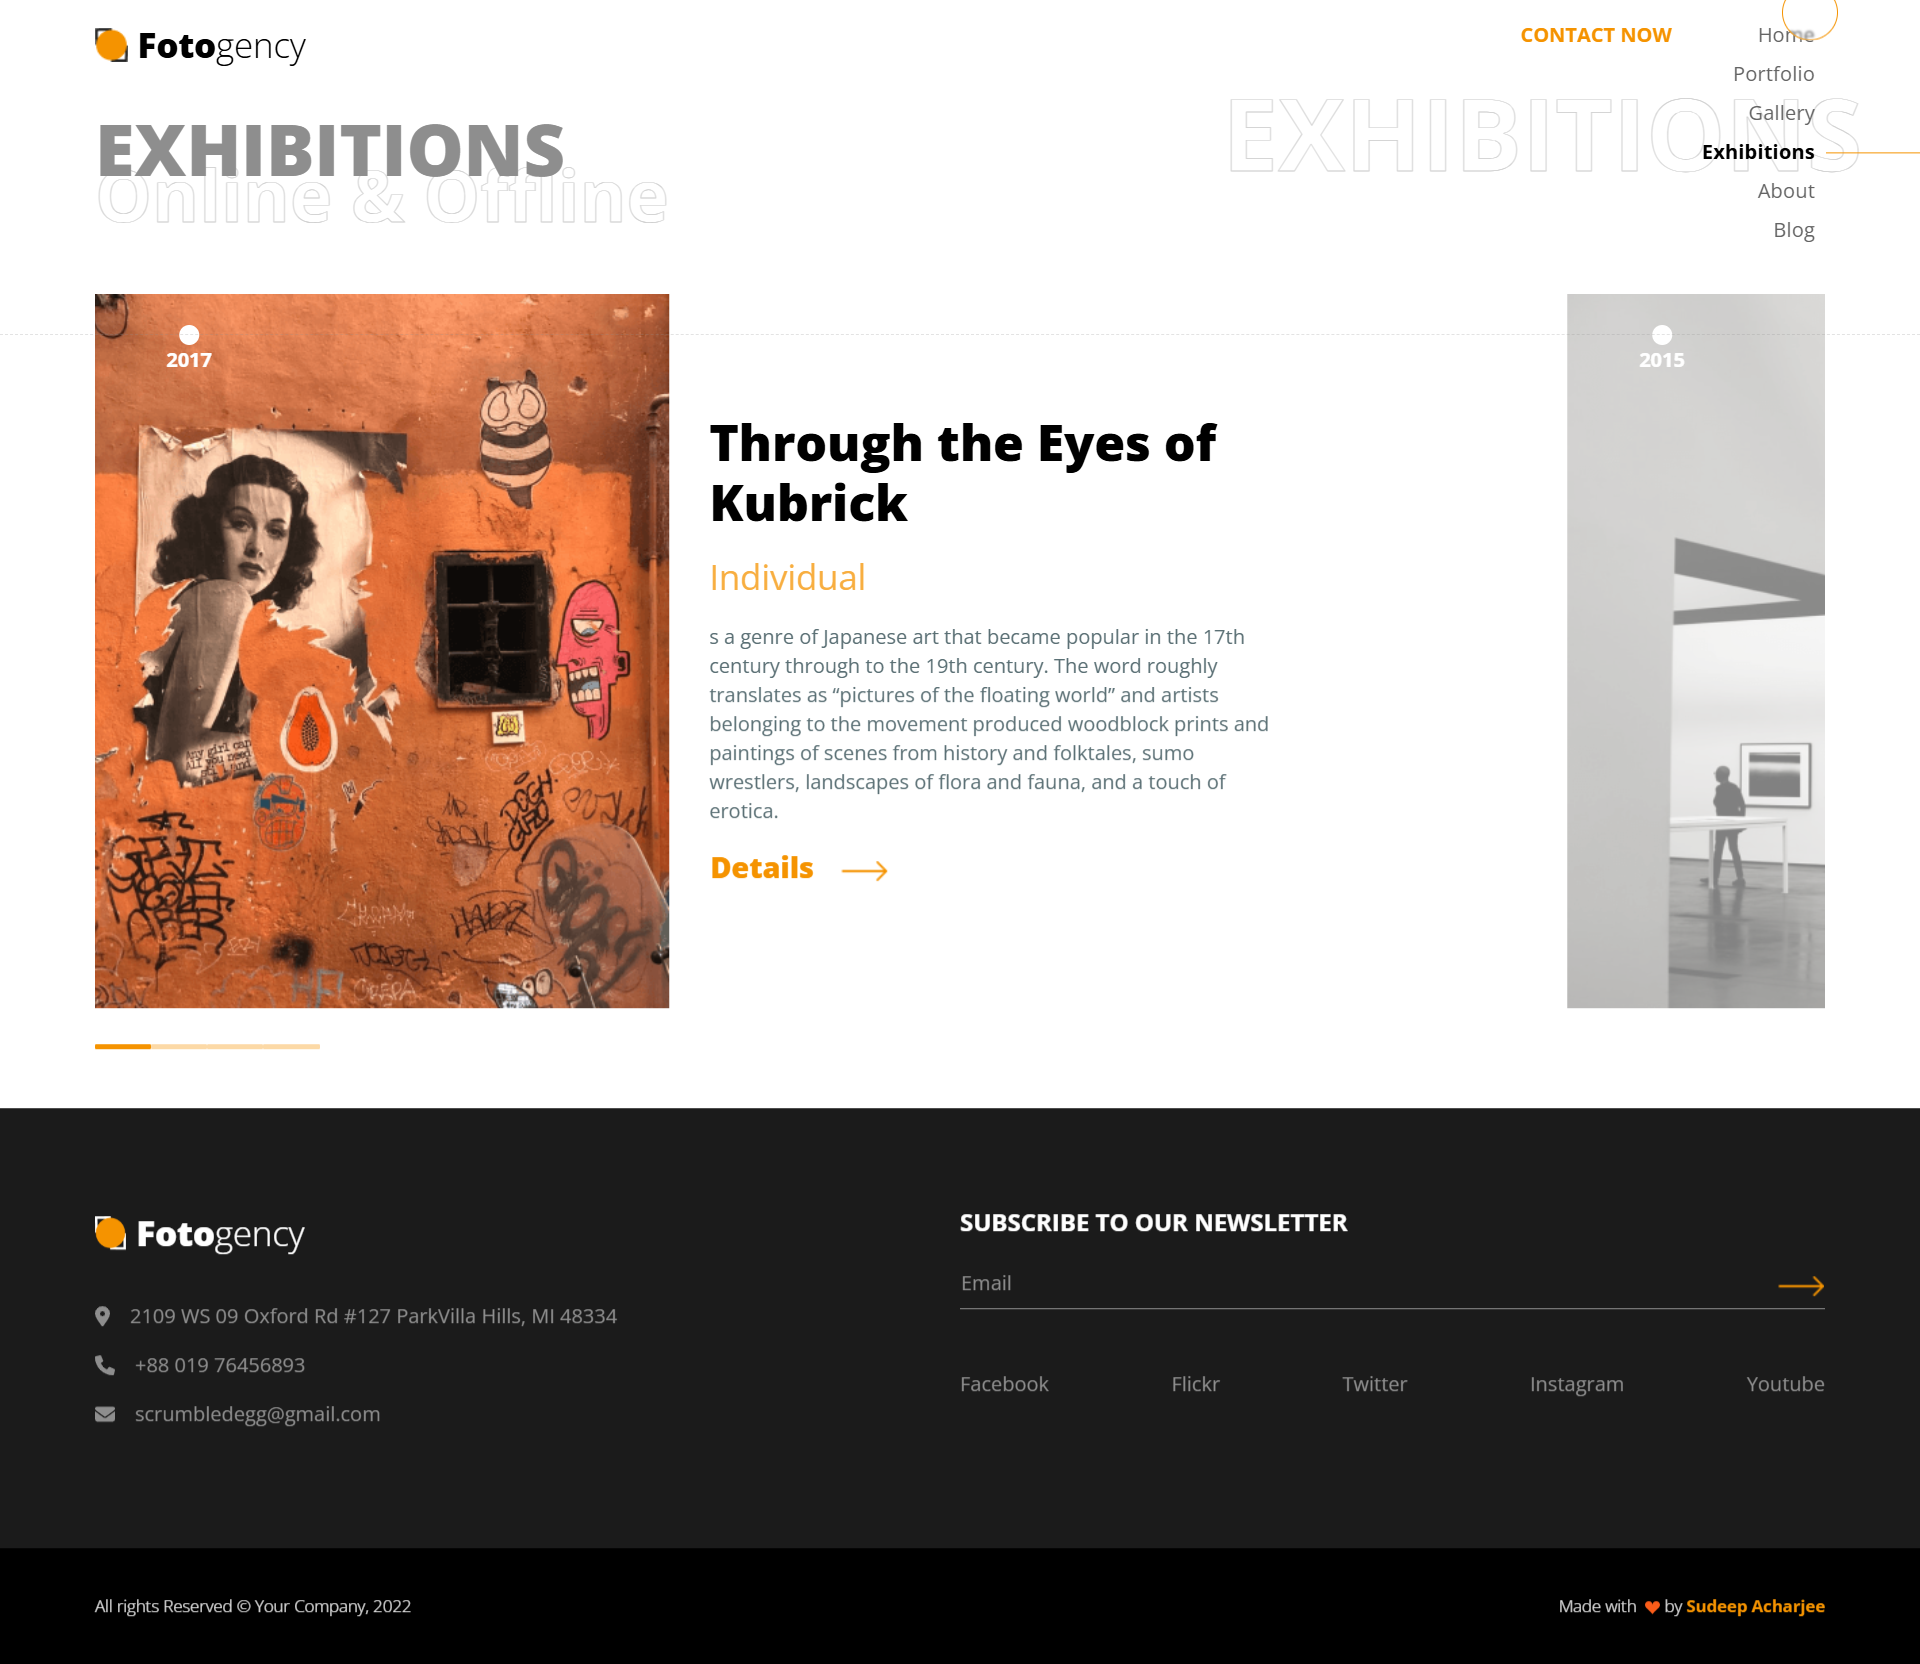 Fotogency
CONTACT NOW
Home
Portfolio
Gallery
Exhibitions
About
Blog
EXHIBITIONS
EXHIBITIONS
Online & Offline
2017
Any girl can
All you need
Through the Eyes of
Kubrick
Individual
s a genre of Japanese art that became popular in the 17th
century through to the 19th century. The word roughly
translates as “pictures of the floating world” and artists
belonging to the movement produced woodblock prints and
paintings of scenes from history and folktales, sumo
wrestlers, landscapes of flora and fauna, and a touch of
erotica.
Details
2015
Fotogency
2109 WS 09 Oxford Rd #127 ParkVilla Hills, MI 48334
+88 019 76456893
scrumbledegg@gmail.com
SUBSCRIBE TO OUR NEWSLETTER
Email
Facebook
Flickr
Twitter
Instagram
Youtube
All rights Reserved © Your Company, 2022
Made with by Sudeep Acharjee